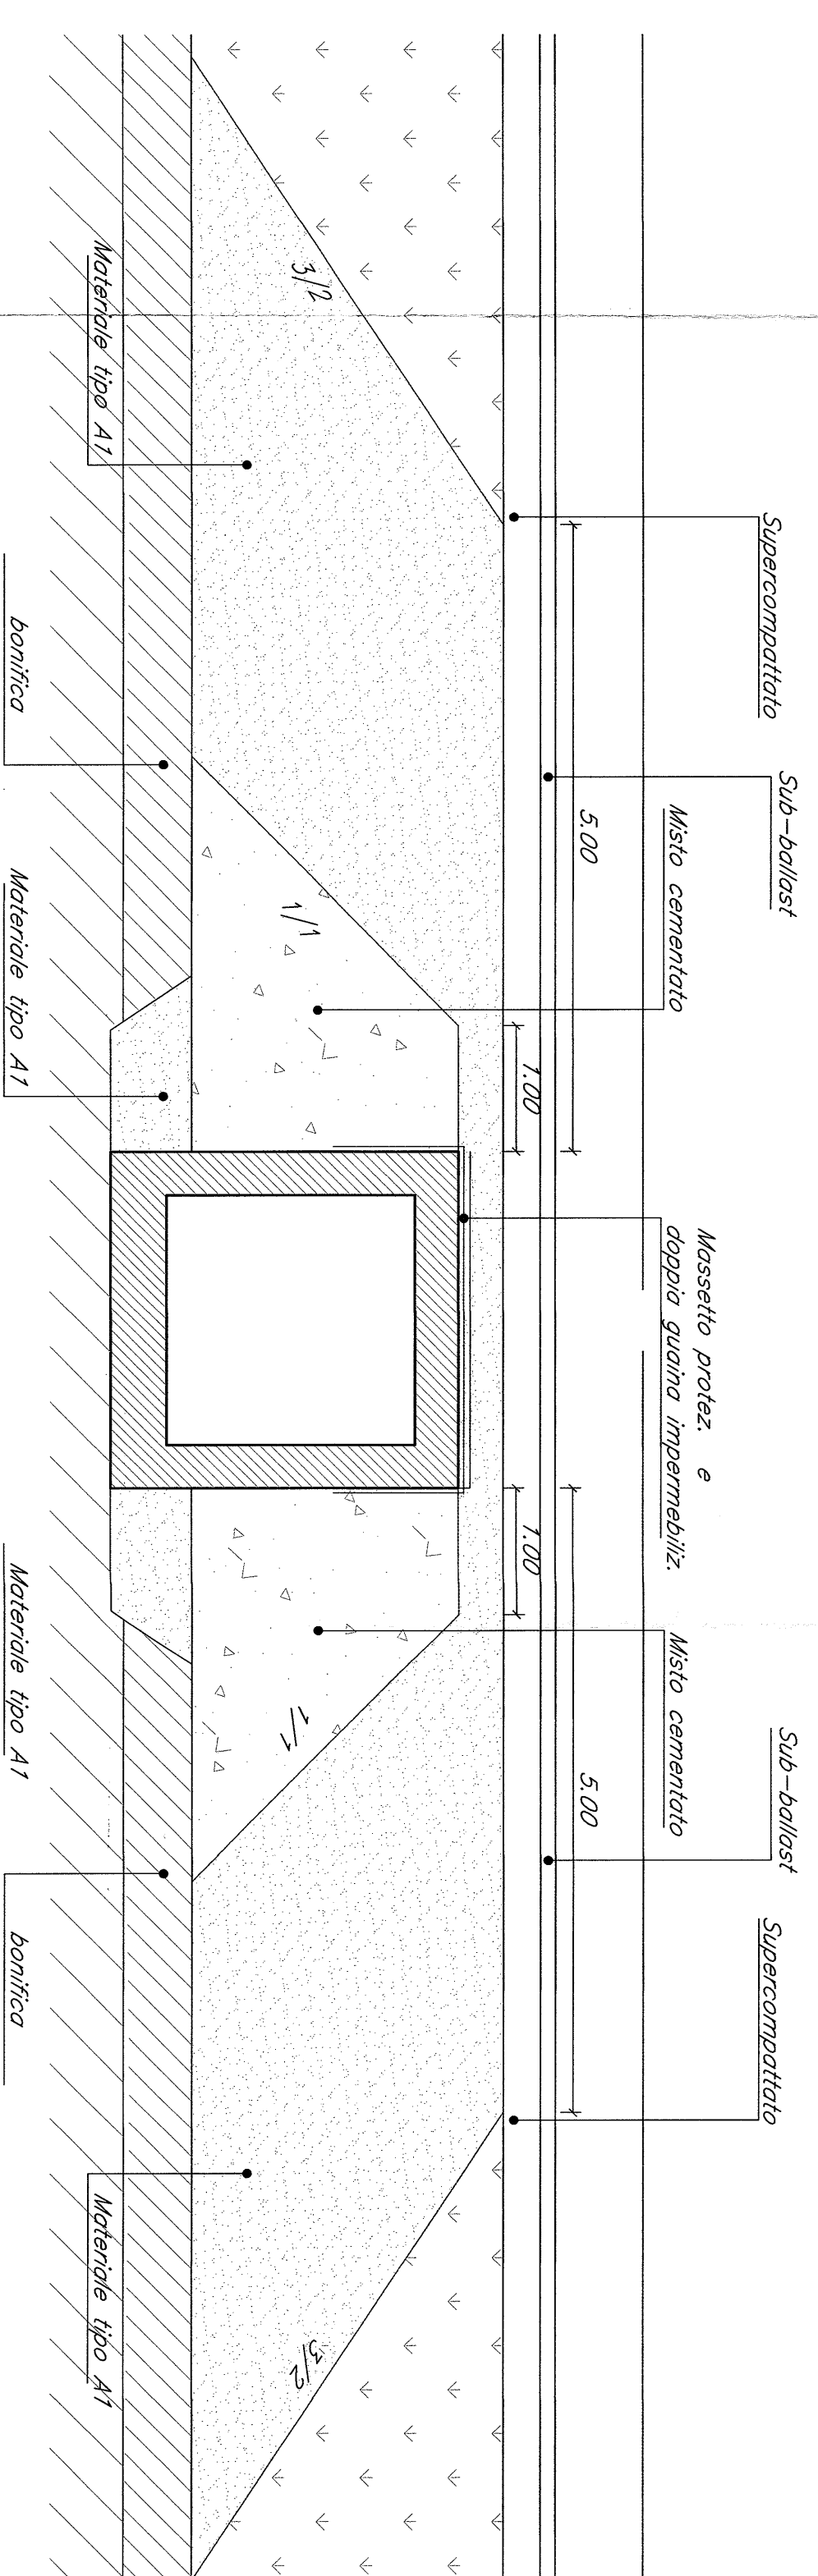 Sub-ballast
Sub-ballast
Supercompattato
Supercompattato
Massetto protez. e
doppia guaina impermebiliz.
Misto cementato
Misto cementato
5.00
5.00
1.00
1.00
3/2
1/1
1/1
3/2
Materiale tipo A1
Materiale tipo A1
bonifica
Materiale tipo A1
Materiale tipo A1
bonifica